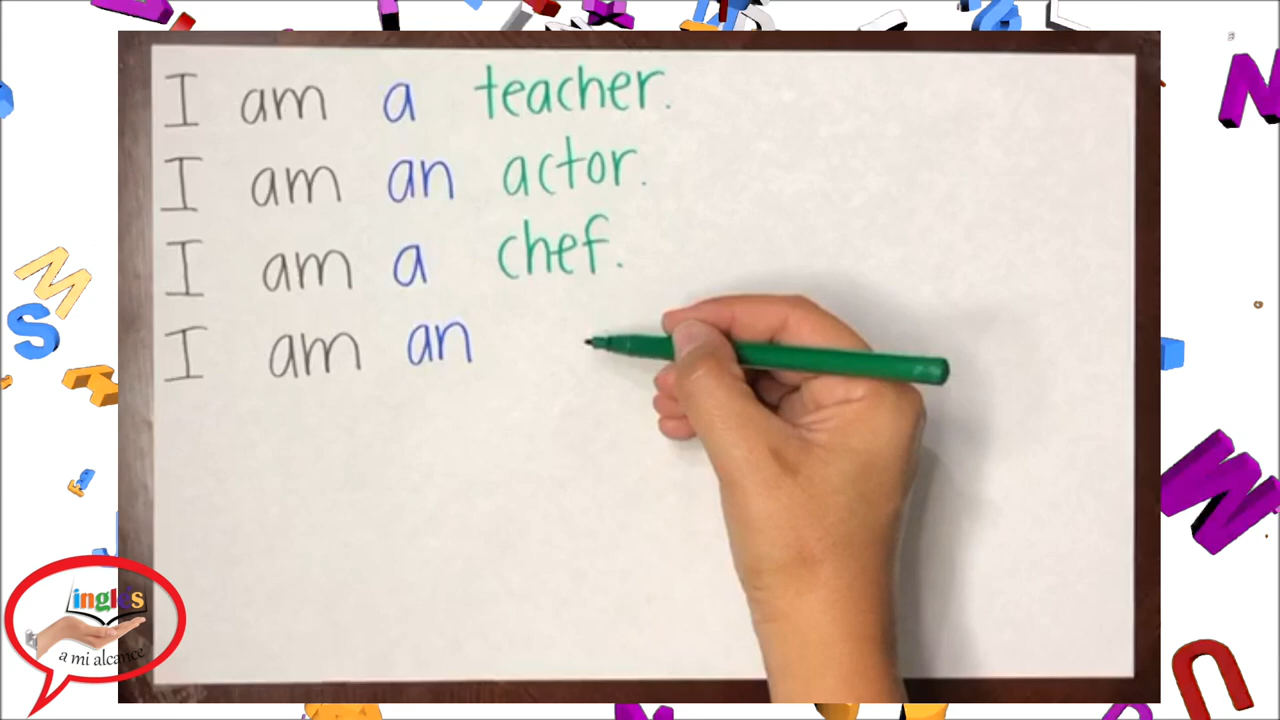 I am a teacher.
I am an actor.
I am a chef.
I am an
inglés
a mi alcance